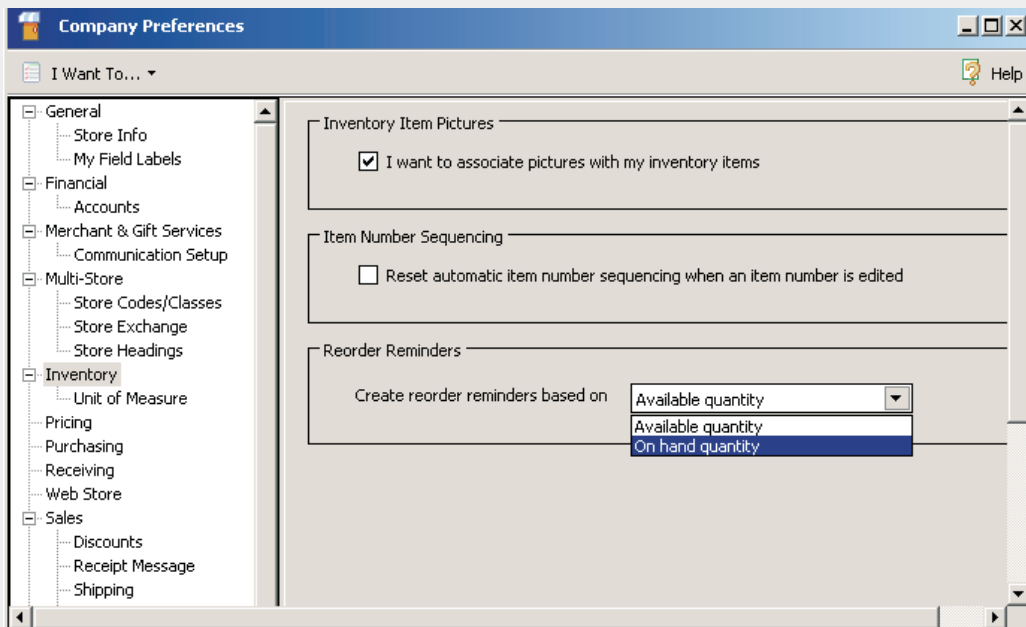 Company Preferences
I Want To...
Help
General
Store Info
My Field Labels
Financial
Accounts
Merchant & Gift Services
Communication Setup
Multi-Store
Store Codes/Classes
Store Exchange
Store Headings
Inventory
Unit of Measure
Pricing
Purchasing
Receiving
Web Store
Sales
Discounts
Receipt Message
Shipping
Inventory Item Pictures
I want to associate pictures with my inventory items
Item Number Sequencing
Reset automatic item number sequencing when an item number is edited
Reorder Reminders
Create reorder reminders based on Available quantity
Available quantity
On hand quantity